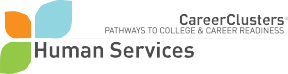 CareerClusters®
PATHWAYS TO COLLEGE & CAREER READINESS
Human Services